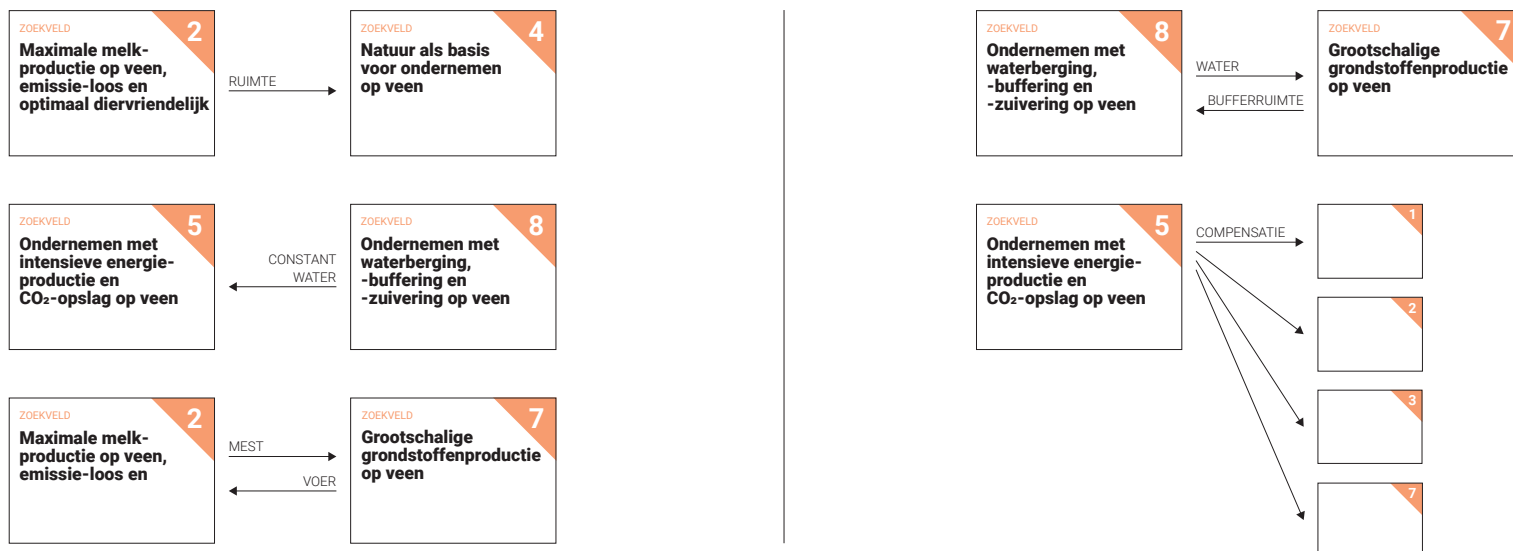 ZOEKVELD
2
Maximale melk-
productie op veen,
emissie-loos en
optimaal diervriendelijk
RUIMTE
ZOEKVELD
4
Natuur als basis
voor ondernemen
op veen
ZOEKVELD
5
Ondernemen met
intensieve energie-
productie en
CO₂-opslag op veen
CONSTANT
WATER
ZOEKVELD
8
Ondernemen met
waterberging,
-buffering en
-zuivering op veen
ZOEKVELD
2
Maximale melk-
productie op veen,
emissie-loos en
MEST
VOER
ZOEKVELD
7
Grootschalige
grondstoffenproductie
op veen
ZOEKVELD
8
Ondernemen met
waterberging,
-buffering en
-zuivering op veen
WATER
BUFFERRUIMTE
ZOEKVELD
7
Grootschalige
grondstoffenproductie
op veen
ZOEKVELD
5
Ondernemen met
intensieve energie-
productie en
CO₂-opslag op veen
COMPENSATIE
1
2
3
7